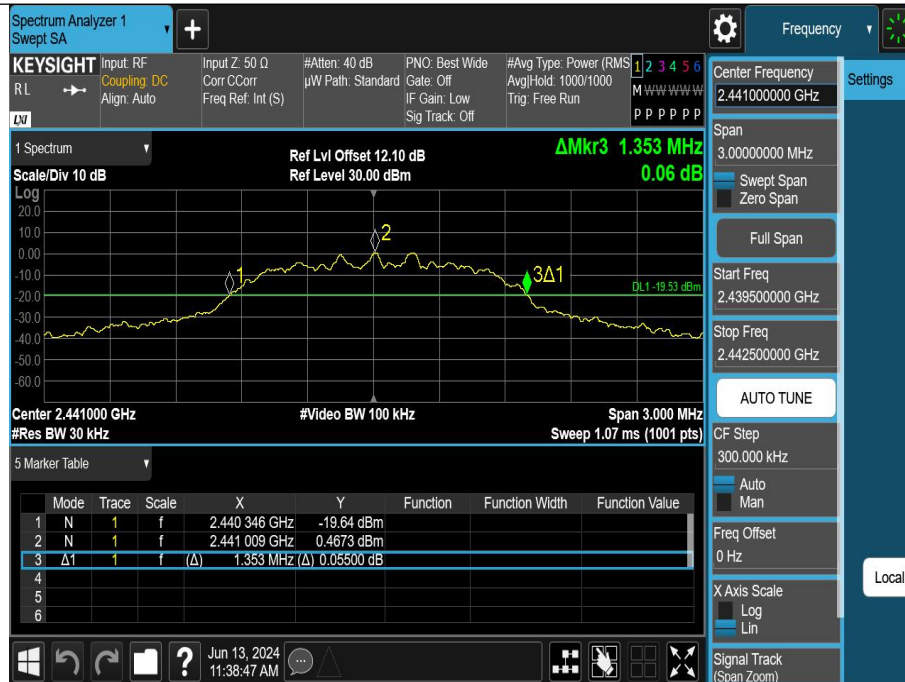 Spectrum Analyzer 1
Swept SA
+
Frequency
KEYSIGHT
RL
LXI
Input: RF
Coupling: DC
Align: Auto
Input Z: 50 Ω
Corr CCorr
Freq Ref: Int (S)
#Atten: 40 dB
µW Path: Standard
PNO: Best Wide
Gate: Off
IF Gain: Low
Sig Track: Off
#Avg Type: Power (RMS
Avg|Hold: 1000/1000
Trig: Free Run
1 2 3 4 5 6
M W W W W W
P P P P P P
1 Spectrum
Scale/Div 10 dB
Ref Lvl Offset 12.10 dB
Ref Level 30.00 dBm
ΔMkr3 1.353 MHz
0.06 dB
Log
20.0
10.0
0.00
-10.0
-20.0
-30.0
-40.0
-50.0
-60.0
1
2
3Δ1
DL1 -19.53 dBm
Center 2.441000 GHz
#Video BW 100 kHz
Span 3.000 MHz
#Res BW 30 kHz
Sweep 1.07 ms (1001 pts)
5 Marker Table
Mode Trace Scale X Y Function Function Width Function Value
1 N 1 f 2.440 346 GHz -19.64 dBm
2 N 1 f 2.441 009 GHz 0.4673 dBm
3 Δ1 1 f (Δ) 1.353 MHz (Δ) 0.05500 dB
4
5
6
?
Jun 13, 2024
11:38:47 AM
Center Frequency
2.441000000 GHz
Span
3.00000000 MHz
Swept Span
Zero Span
Full Span
Start Freq
2.439500000 GHz
Stop Freq
2.442500000 GHz
AUTO TUNE
CF Step
300.000 kHz
Auto
Man
Freq Offset
0 Hz
X Axis Scale
Log
Lin
Signal Track
(Span Zoom)
Settings
Local